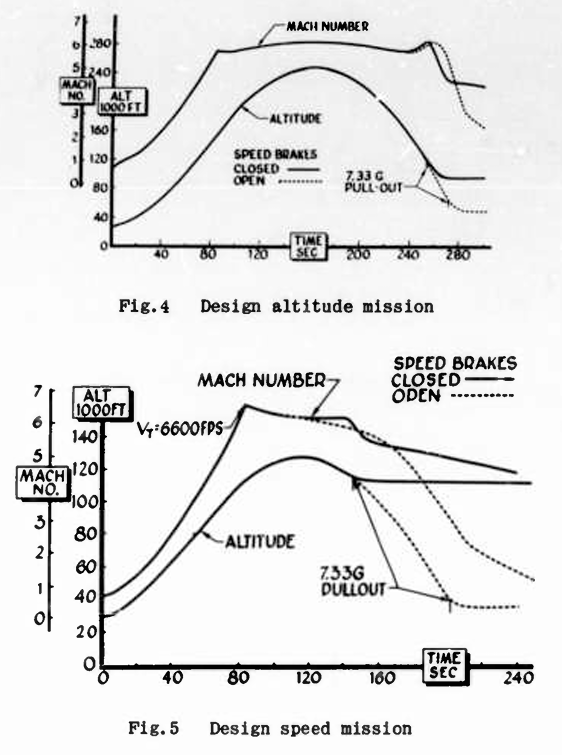 7
6
5
MACH
NO.
3
2
1
0
280
240
ALT
1000 FT
160
120
80
40
0
MACH NUMBER
ALTITUDE
SPEED BRAKES
CLOSED
OPEN
7.33 G
PULL-OUT
40 80 120 TIME SEC 200 240 280
Fig.4 Design altitude mission
7
6
5
MACH
NO.
3
2
1
0
ALT
1000FT
140
120
100
80
60
40
20
0
MACH NUMBER
SPEED BRAKES
CLOSED
OPEN
VT=6600FPS
ALTITUDE
7.33G
PULLOUT
0 40 80 120 160 TIME SEC 240
Fig.5 Design speed mission